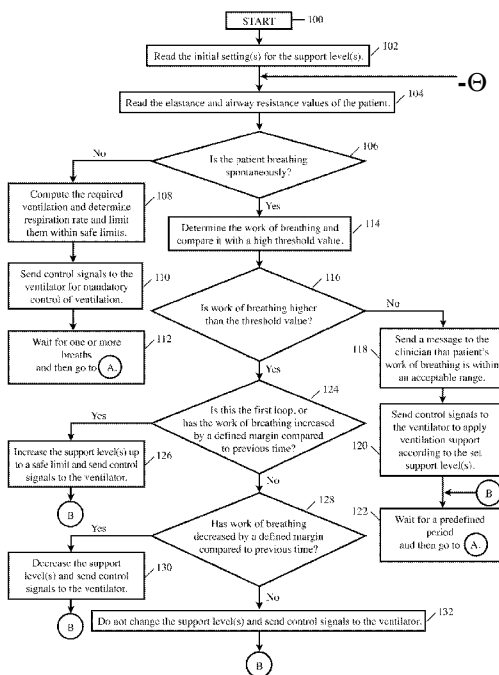 START
100
Read the initial setting(s) for the support level(s).
102
-Θ
Read the elastance and airway resistance values of the patient.
104
106
Is the patient breathing
spontaneously?
No
Yes
Compute the required
ventilation and determine
respiration rate and limit
them within safe limits.
108
Determine the work of breathing and
compare it with a high threshold value.
114
Send control signals to the
ventilator for mandatory
control of ventilation.
110
116
Is work of breathing higher
than the threshold value?
No
Yes
Wait for one or more
breaths
and then go to A.
112
Send a message to the
clinician that patient's
work of breathing is within
an acceptable range.
118
124
Is this the first loop, or
has the work of breathing increased
by a defined margin compared
to previous time?
Yes
No
Send control signals to
the ventilator to apply
ventilation support
according to the set
support level(s).
120
Increase the support level(s) up
to a safe limit and send control
signals to the ventilator.
126
B
B
128
Has work of breathing
decreased by a defined margin
compared to previous time?
Yes
No
122
Wait for a predefined
period
and then go to A.
Decrease the support
level(s) and send control
signals to the ventilator.
130
B
Do not change the support level(s) and send control signals to the ventilator.
132
B